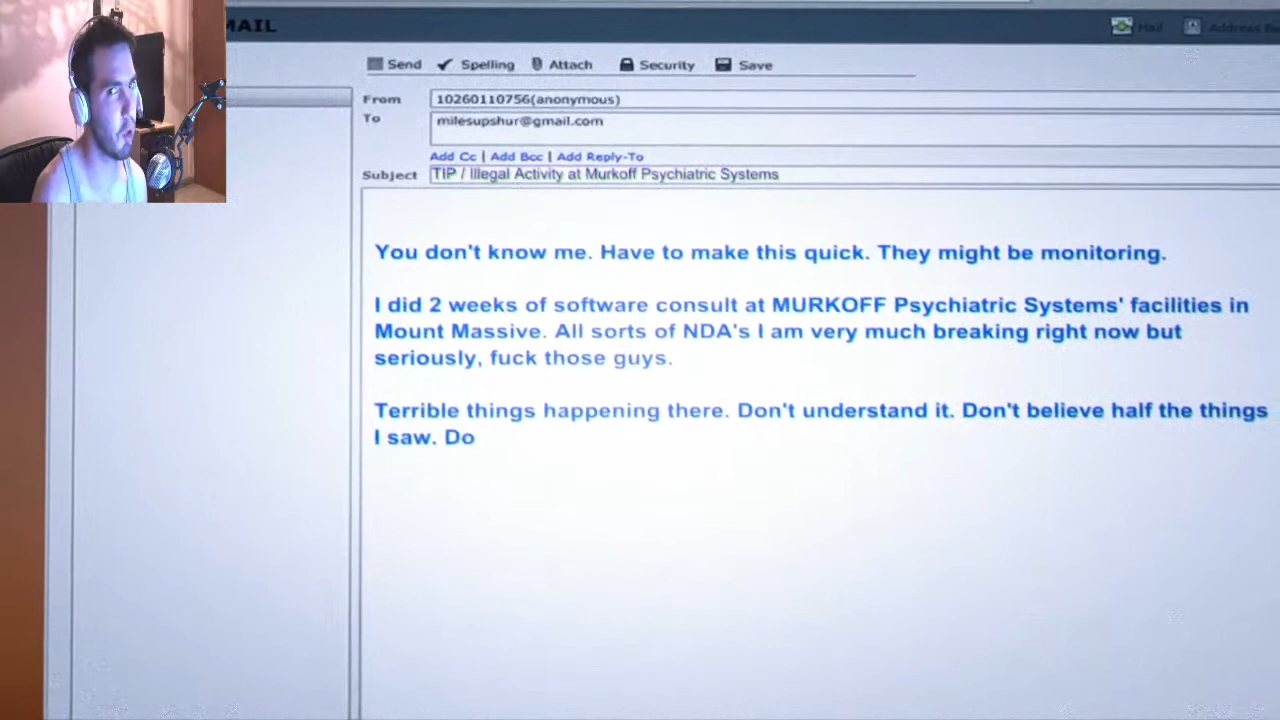 MAIL
Mail Address
Send Spelling Attach Security Save
From 10260110756(anonymous)
To milesupshur@gmail.com
Add Cc | Add Bcc | Add Reply-To
Subject TIP / Illegal Activity at Murkoff Psychiatric Systems
You don't know me. Have to make this quick. They might be monitoring.
I did 2 weeks of software consult at MURKOFF Psychiatric Systems' facilities in
Mount Massive. All sorts of NDA's I am very much breaking right now but
seriously, fuck those guys.
Terrible things happening there. Don't understand it. Don't believe half the things
I saw. Do